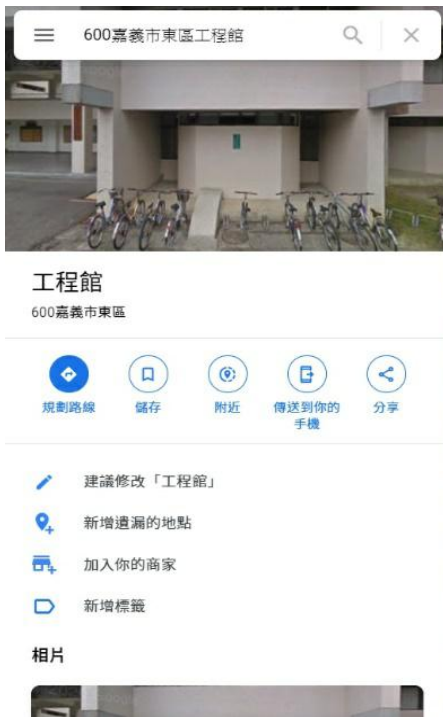 600嘉義市東區工程館
工程館
600嘉義市東區
規劃路線
儲存
附近
傳送到你的
手機
分享
建議修改「工程館」
新增遺漏的地點
加入你的商家
新增標籤
相片